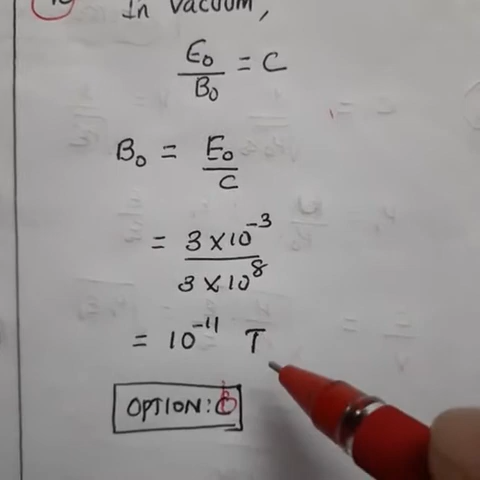 In vacuum,
E₀/B₀ = C
B₀ = E₀/C
= 3 × 10⁻³ / 3 × 10⁸
= 10⁻¹¹ T
OPTION: